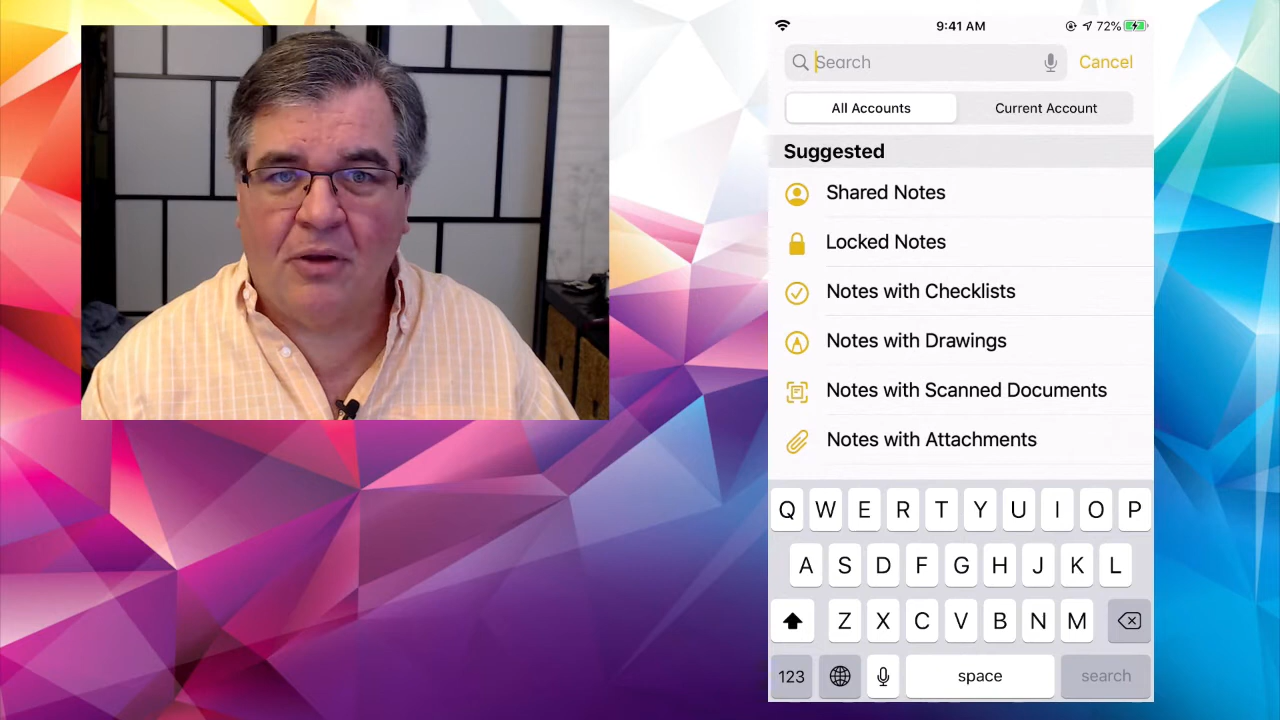 9:41 AM
72%
Search
Cancel
All Accounts
Current Account
Suggested
Shared Notes
Locked Notes
Notes with Checklists
Notes with Drawings
Notes with Scanned Documents
Notes with Attachments
Q W E R T Y U I O P
A S D F G H J K L
Z X C V B N M
123
space
search